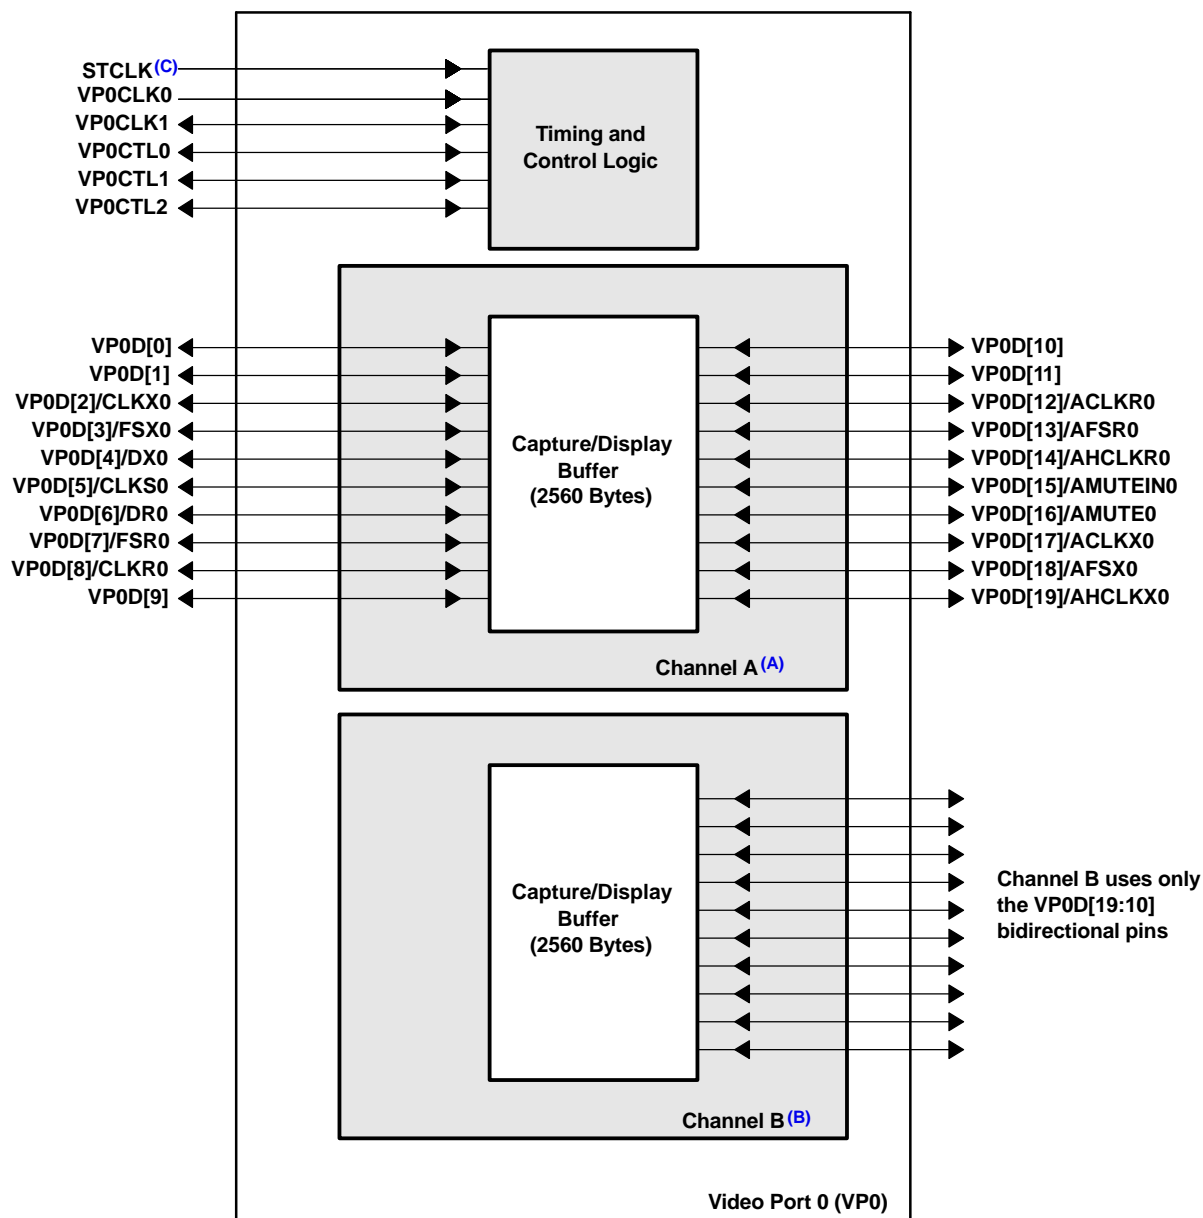 STCLK(C)
VP0CLK0
VP0CLK1
VP0CTL0
VP0CTL1
VP0CTL2
Timing and
Control Logic
VP0D[0]
VP0D[1]
VP0D[2]/CLKX0
VP0D[3]/FSX0
VP0D[4]/DX0
VP0D[5]/CLKS0
VP0D[6]/DR0
VP0D[7]/FSR0
VP0D[8]/CLKR0
VP0D[9]
Capture/Display
Buffer
(2560 Bytes)
VP0D[10]
VP0D[11]
VP0D[12]/ACLKR0
VP0D[13]/AFSR0
VP0D[14]/AHCLKR0
VP0D[15]/AMUTEIN0
VP0D[16]/AMUTE0
VP0D[17]/ACLKX0
VP0D[18]/AFSX0
VP0D[19]/AHCLKX0
Channel A(A)
Capture/Display
Buffer
(2560 Bytes)
Channel B uses only
the VP0D[19:10]
bidirectional pins
Channel B(B)
Video Port 0 (VP0)